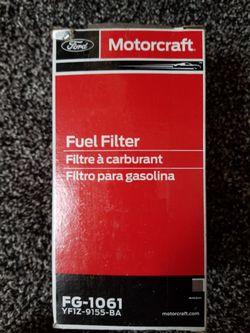 Ford Motorcraft
Fuel Filter
Filtre à carburant
Filtro para gasolina
FG-1061
YF1Z-9155-BA
motorcraft.com